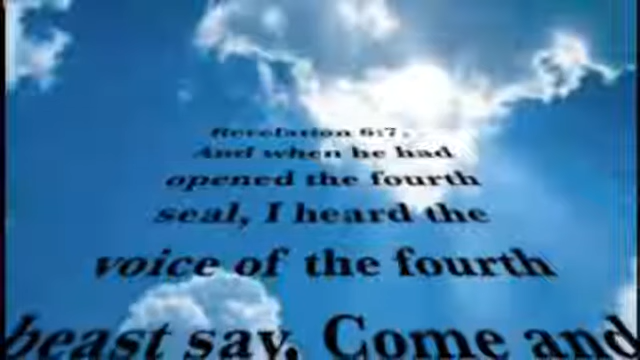 Revelation 6:7.
And when he had
opened the fourth
seal, I heard the
voice of the fourth
beast say, Come and